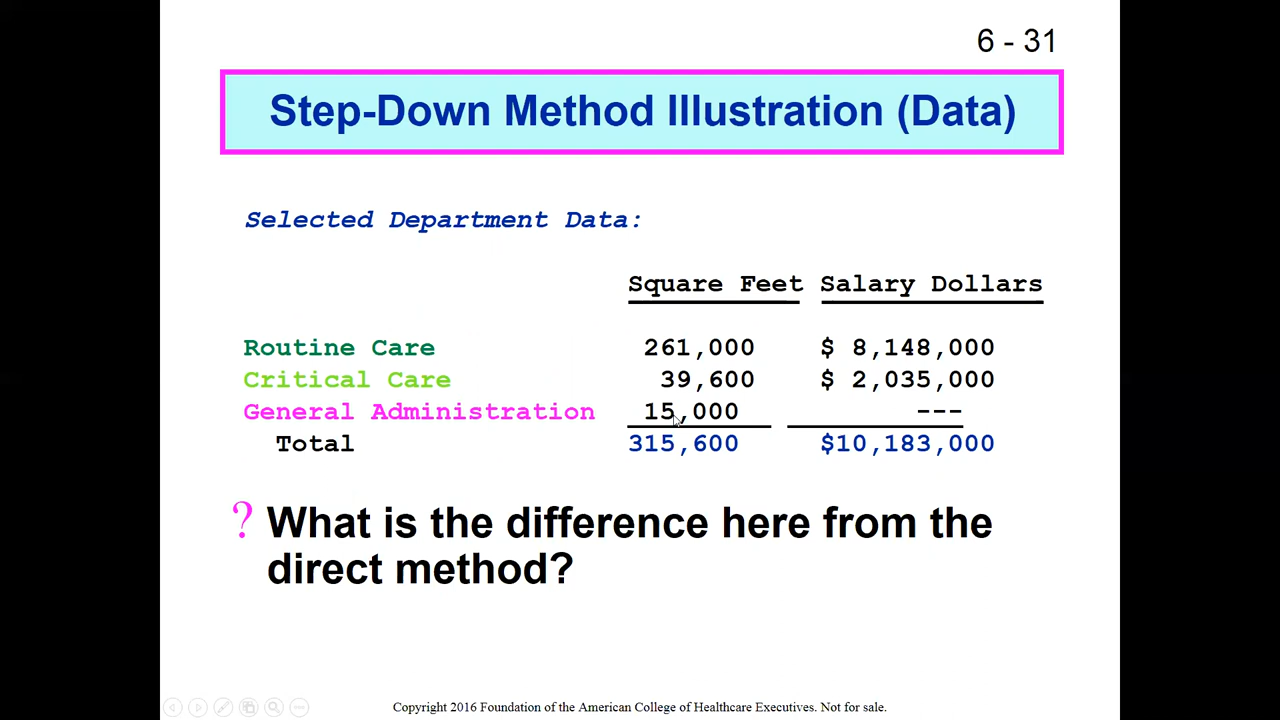 6 - 31
Step-Down Method Illustration (Data)
Selected Department Data:
Square Feet Salary Dollars
Routine Care 261,000 $ 8,148,000
Critical Care 39,600 $ 2,035,000
General Administration 15,000 ---
Total 315,600 $10,183,000
? What is the difference here from the
direct method?
Copyright 2016 Foundation of the American College of Healthcare Executives. Not for sale.